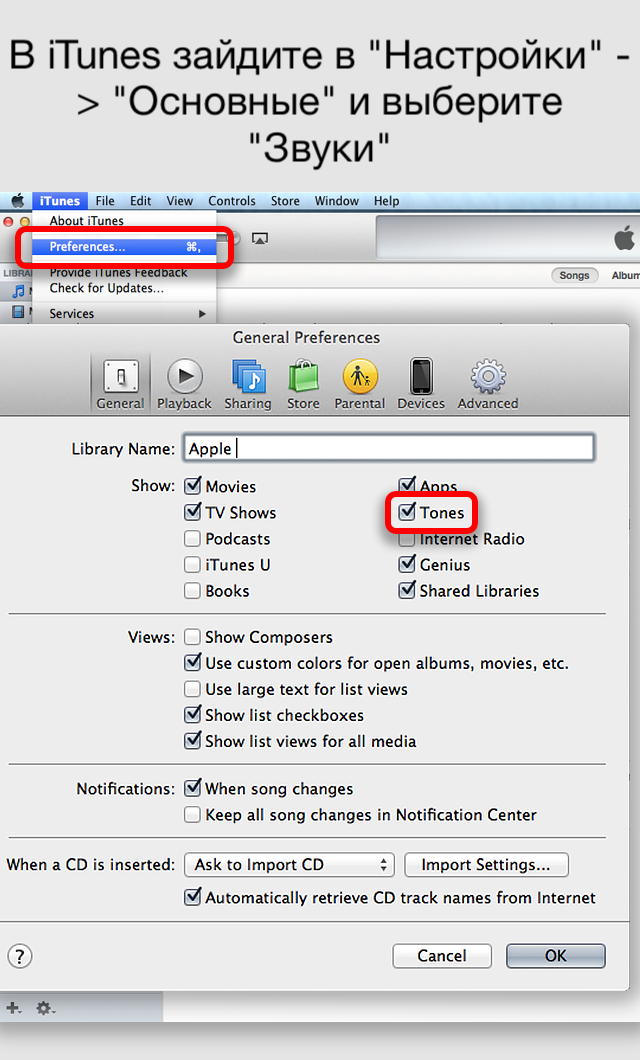 В iTunes зайдите в "Настройки" -
> "Основные" и выберите
"Звуки"
iTunes File Edit View Controls Store Window Help
About iTunes
Preferences... ⌘,
Provide iTunes Feedback
Check for Updates...
Services
Songs
General Preferences
General Playback Sharing Store Parental Devices Advanced
Library Name: Apple
Show: Movies Apps
TV Shows Tones
Podcasts Internet Radio
iTunes U Genius
Books Shared Libraries
Views: Show Composers
Use custom colors for open albums, movies, etc.
Use large text for list views
Show list checkboxes
Show list views for all media
Notifications: When song changes
Keep all song changes in Notification Center
When a CD is inserted: Ask to Import CD Import Settings...
Automatically retrieve CD track names from Internet
? Cancel OK